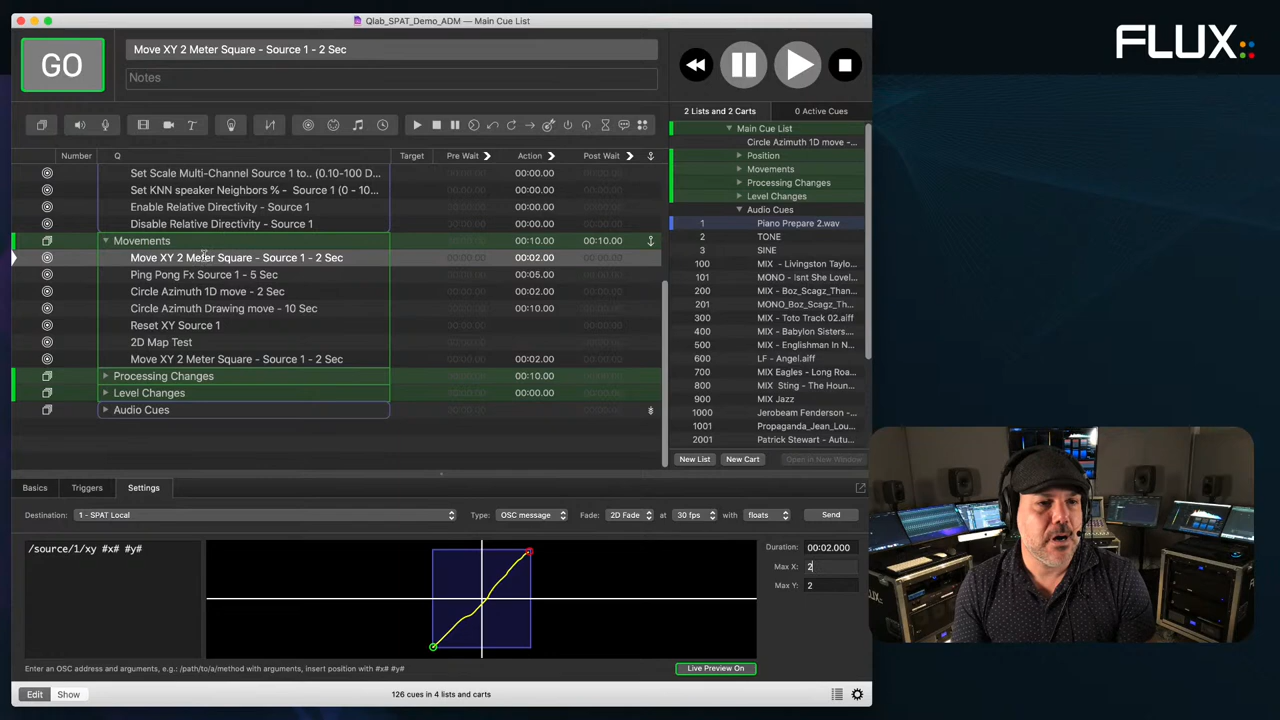 Qlab_SPAT_Demo_ADM — Main Cue List
FLUX::
GO
Move XY 2 Meter Square - Source 1 - 2 Sec
Notes
2 Lists and 2 Carts
0 Active Cues
Number
Q
Target
Pre Wait
Action
Post Wait
Set Scale Multi-Channel Source 1 to.. (0.10-100 D...
Set KNN speaker Neighbors % - Source 1 (0 - 10...
Enable Relative Directivity - Source 1
Disable Relative Directivity - Source 1
Movements 00:10.00 00:10.00
Move XY 2 Meter Square - Source 1 - 2 Sec 00:00.00 00:02.00 00:00.00
Ping Pong Fx Source 1 - 5 Sec 00:05.00
Circle Azimuth 1D move - 2 Sec 00:02.00
Circle Azimuth Drawing move - 10 Sec 00:10.00
Reset XY Source 1
2D Map Test
Move XY 2 Meter Square - Source 1 - 2 Sec 00:02.00
Processing Changes 00:10.00
Level Changes 00:00.00
Audio Cues
Main Cue List
Circle Azimuth 1D move -...
Position
Movements
Processing Changes
Level Changes
Audio Cues
1 Piano Prepare 2.wav
2 TONE
3 SINE
100 MIX - Livingston Taylo...
101 MONO - Isnt She Lovel...
200 MIX - Boz_Scagz_Than...
201 MONO_Boz_Scagz_Th...
300 MIX - Toto Track 02.aiff
400 MIX - Babylon Sisters....
500 MIX - Englishman In N...
600 LF - Angel.aiff
700 MIX Eagles - Long Roa...
800 MIX Sting - The Houn...
900 MIX Jazz
1000 Jerobeam Fenderson -...
1001 Propaganda_Jean_Lou...
2001 Patrick Stewart - Autu...
New List
New Cart
Open in New Window
Basics
Triggers
Settings
Destination: 1 - SPAT Local
Type: OSC message
Fade: 2D Fade at 30 fps with floats
Send
/source/1/xy #x# #y#
Duration: 00:02.000
Max X: 2
Max Y: 2
Enter an OSC address and arguments, e.g.: /path/to/a/method with arguments, insert position with #x# #y#
Live Preview On
Edit
Show
126 cues in 4 lists and carts